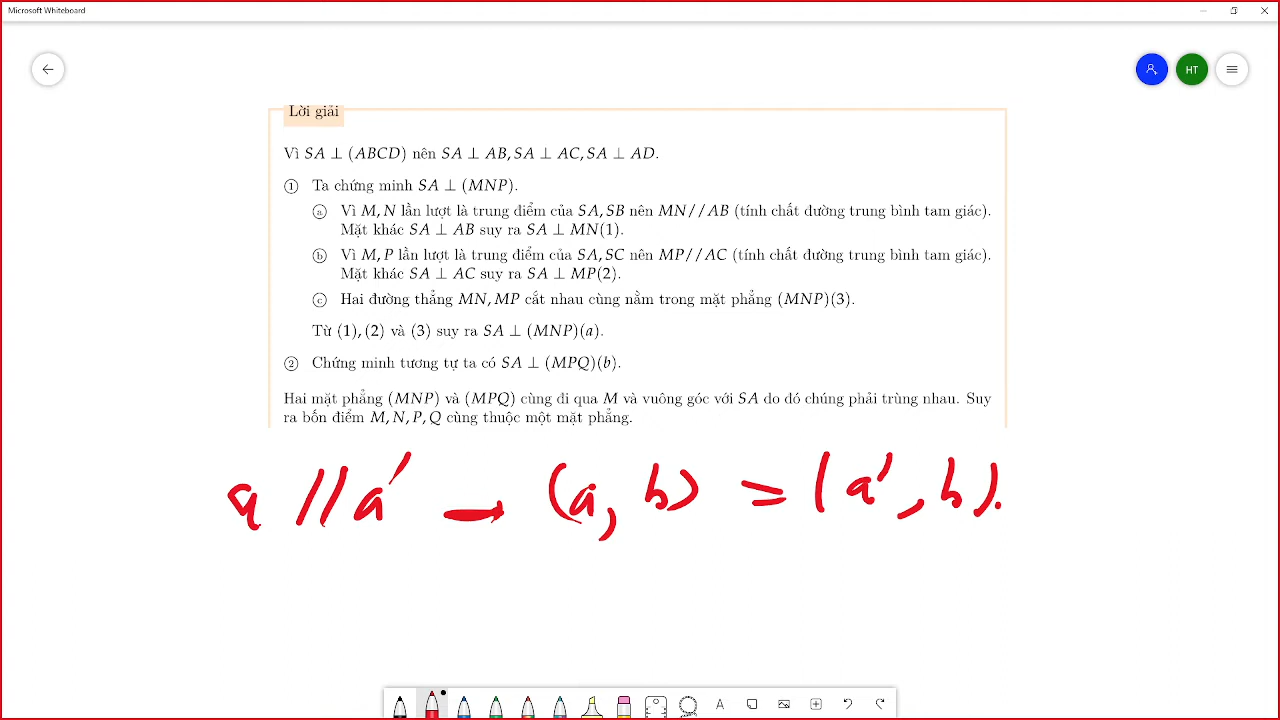 Microsoft Whiteboard
HT
Lời giải
Vì SA ⊥ (ABCD) nên SA ⊥ AB, SA ⊥ AC, SA ⊥ AD.
① Ta chứng minh SA ⊥ (MNP).
ⓐ Vì M, N lần lượt là trung điểm của SA, SB nên MN//AB (tính chất đường trung bình tam giác).
Mặt khác SA ⊥ AB suy ra SA ⊥ MN(1).
ⓑ Vì M, P lần lượt là trung điểm của SA, SC nên MP//AC (tính chất đường trung bình tam giác).
Mặt khác SA ⊥ AC suy ra SA ⊥ MP(2).
ⓒ Hai đường thẳng MN, MP cắt nhau cùng nằm trong mặt phẳng (MNP)(3).
Từ (1), (2) và (3) suy ra SA ⊥ (MNP)(a).
② Chứng minh tương tự ta có SA ⊥ (MPQ)(b).
Hai mặt phẳng (MNP) và (MPQ) cùng đi qua M và vuông góc với SA do đó chúng phải trùng nhau. Suy
ra bốn điểm M, N, P, Q cùng thuộc một mặt phẳng.
a // a' → (a, b) = (a', b).
A